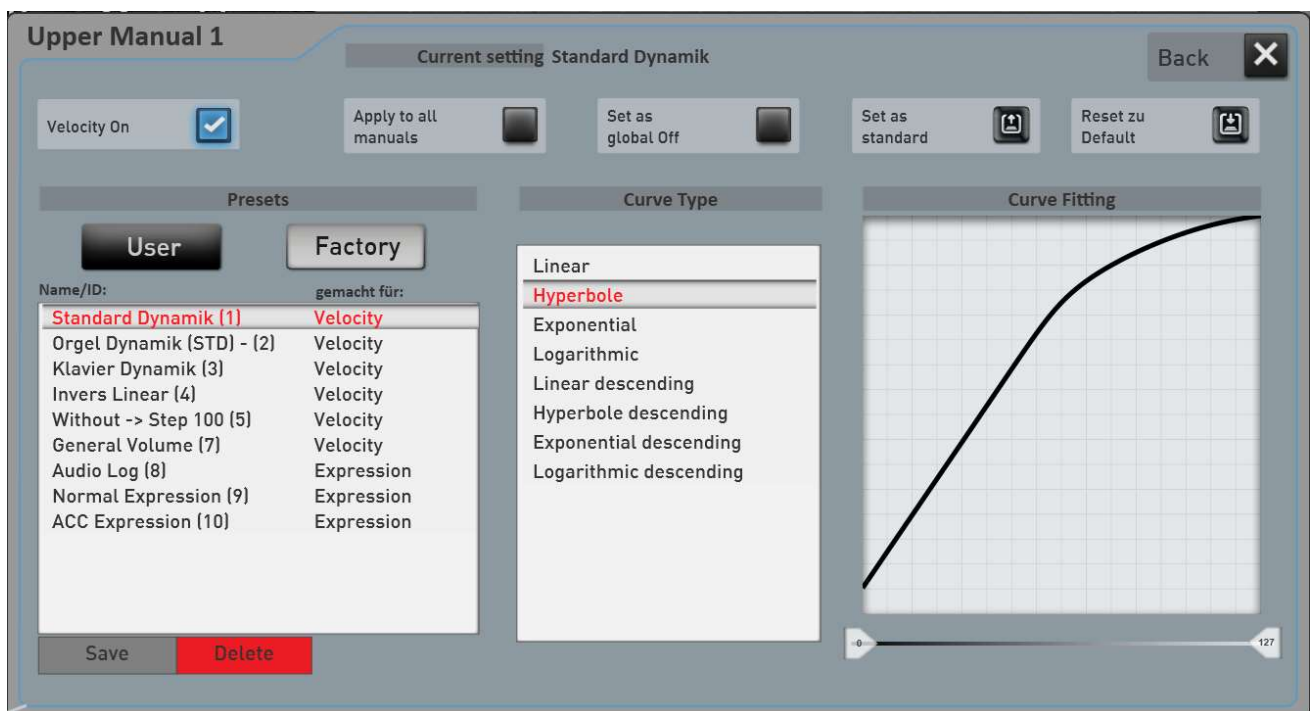 Upper Manual 1
Current setting Standard Dynamik
Back
Velocity On
Apply to all
manuals
Set as
global Off
Set as
standard
Reset zu
Default
Presets
User
Factory
Name/ID:
gemacht für:
Standard Dynamik (1) Velocity
Orgel Dynamik (STD) - (2) Velocity
Klavier Dynamik (3) Velocity
Invers Linear (4) Velocity
Without -> Step 100 (5) Velocity
General Volume (7) Velocity
Audio Log (8) Expression
Normal Expression (9) Expression
ACC Expression (10) Expression
Save
Delete
Curve Type
Linear
Hyperbole
Exponential
Logarithmic
Linear descending
Hyperbole descending
Exponential descending
Logarithmic descending
Curve Fitting
0
127